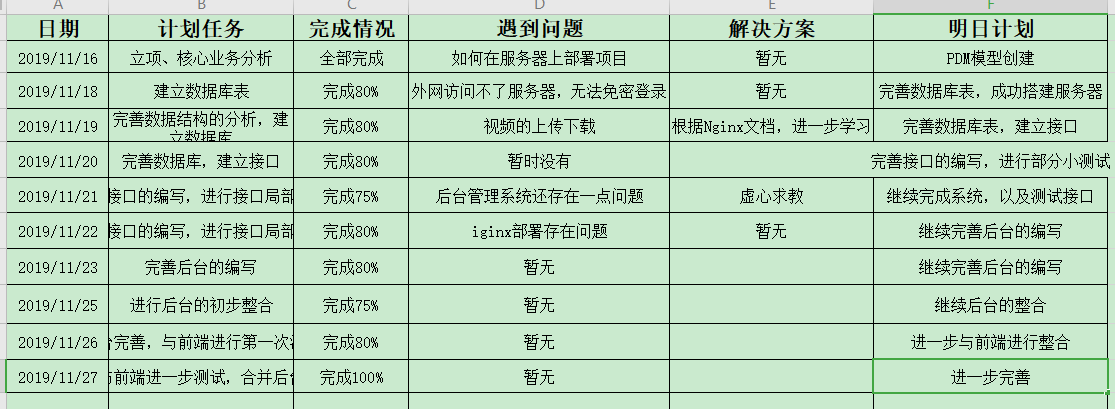 A B C D E F
日期 计划任务 完成情况 遇到问题 解决方案 明日计划
2019/11/16 立项、核心业务分析 全部完成 如何在服务器上部署项目 暂无 PDM模型创建
2019/11/18 建立数据库表 完成80% 外网访问不了服务器，无法免密登录 暂无 完善数据库表，成功搭建服务器
2019/11/19 完善数据结构的分析，建立数据库 完成80% 视频的上传下载 根据Nginx文档，进一步学习 完善数据库表，建立接口
2019/11/20 完善数据库，建立接口 完成80% 暂时没有 完善接口的编写，进行部分小测试
2019/11/21 接口的编写，进行接口局部 完成75% 后台管理系统还存在一点问题 虚心求教 继续完成系统，以及测试接口
2019/11/22 接口的编写，进行接口局部 完成80% iginx部署存在问题 暂无 继续完善后台的编写
2019/11/23 完善后台的编写 完成80% 暂无 继续完善后台的编写
2019/11/25 进行后台的初步整合 完成75% 暂无 继续后台的整合
2019/11/26 完善，与前端进行第一次 完成80% 暂无 进一步与前端进行整合
2019/11/27 前端进一步测试，合并后 完成100% 暂无 进一步完善